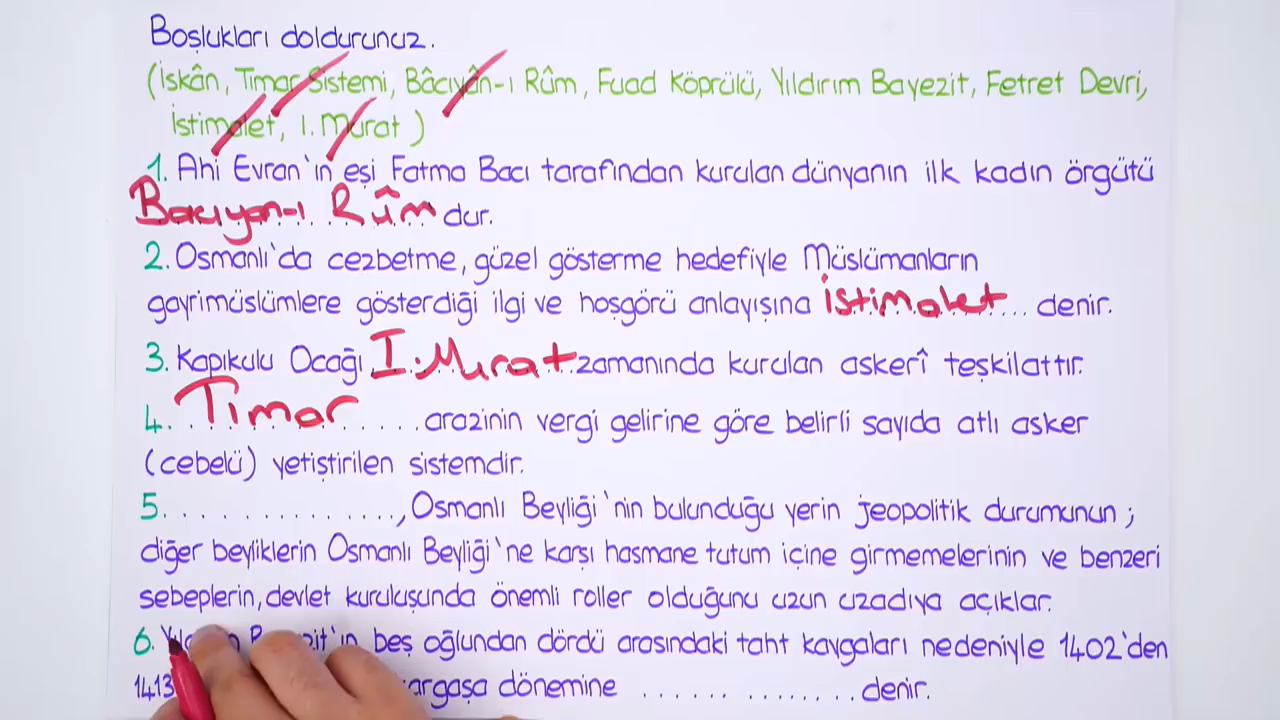 Boşlukları doldurunuz.
(İskân, Timar Sistemi, Bâcıyân-ı Rûm, Fuad Köprülü, Yıldırım Bayezit, Fetret Devri,
İstimalet, I. Murat)
1. Ahi Evran'ın eşi Fatma Bacı tarafından kurulan dünyanın ilk kadın örgütü
Bacıyan-ı Rûm dur.
2. Osmanlı'da cezbetme, güzel gösterme hedefiyle Müslümanların
gayrimüslümlere gösterdiği ilgi ve hoşgörü anlayışına istimalet... denir.
3. Kapıkulu Ocağı I. Murat zamanında kurulan askerî teşkilattır.
4. Timar ..... arazinin vergi gelirine göre belirli sayıda atlı asker
(cebelü) yetiştirilen sistemdir.
5. .............., Osmanlı Beyliği'nin bulunduğu yerin jeopolitik durumunun;
diğer beyliklerin Osmanlı Beyliği'ne karşı hasmane tutum içine girmemelerinin ve benzeri
sebeplerin, devlet kuruluşunda önemli roller olduğunu uzun uzadıya açıklar.
6. beş oğlundan dördü arasındaki taht kavgaları nedeniyle 1402'den
1413 dönemine ............. denir.